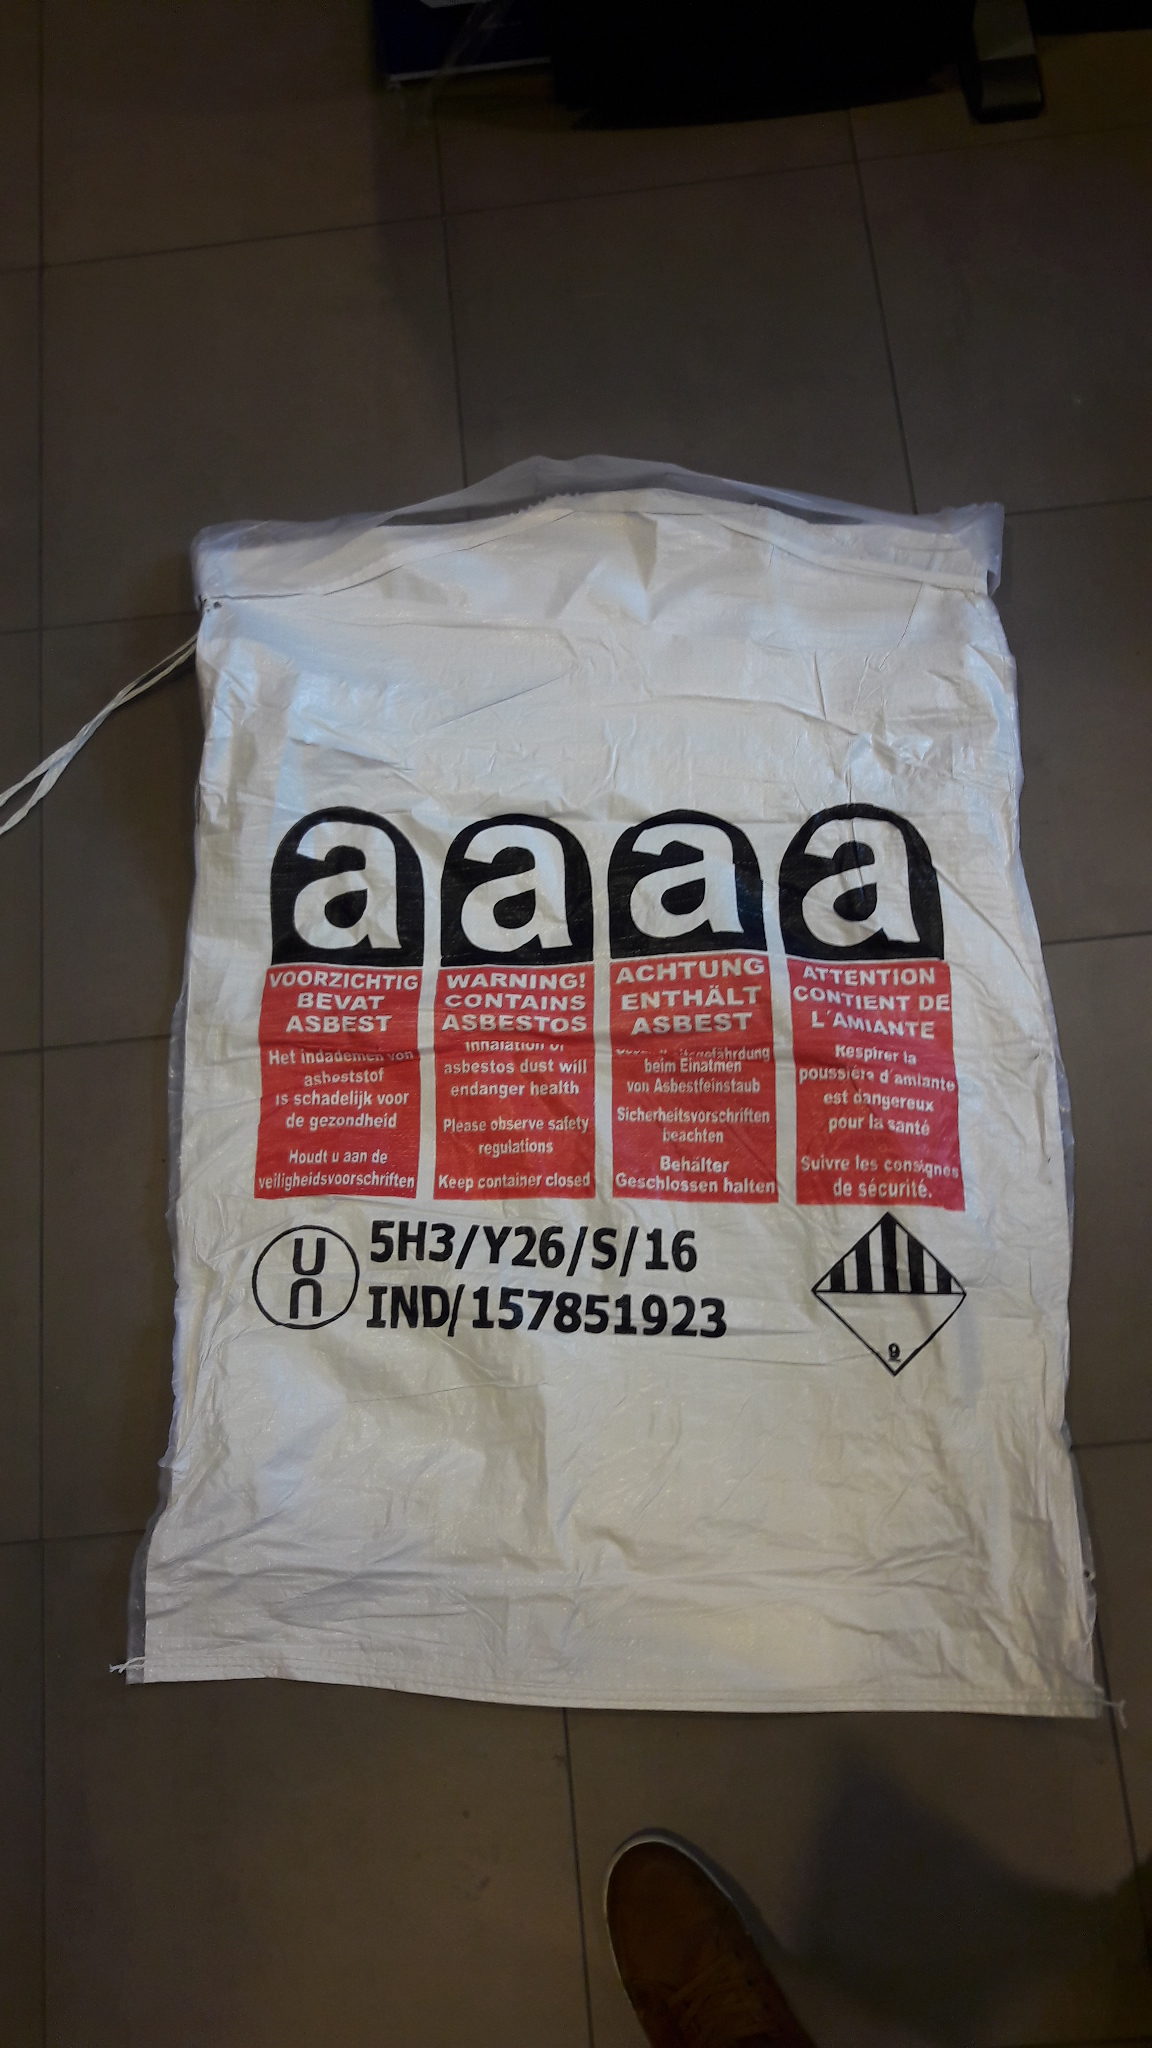 a
VOORZICHTIG
BEVAT
ASBEST
Het inademen van
asbeststof
is schadelijk voor
de gezondheid
Houdt u aan de
veiligheidsvoorschriften
a
WARNING!
CONTAINS
ASBESTOS
Inhalation of
asbestos dust will
endanger health
Please observe safety
regulations
Keep container closed
a
ACHTUNG
ENTHÄLT
ASBEST
beim Einatmen
von Asbestfeinstaub
Sicherheitsvorschriften
beachten
Behälter
Geschlossen halten
a
ATTENTION
CONTIENT DE
L´AMIANTE
Respirer la
poussière d´amiante
est dangereux
pour la santé
Suivre les consignes
de sécurité.
un
5H3/Y26/S/16
IND/157851923
9